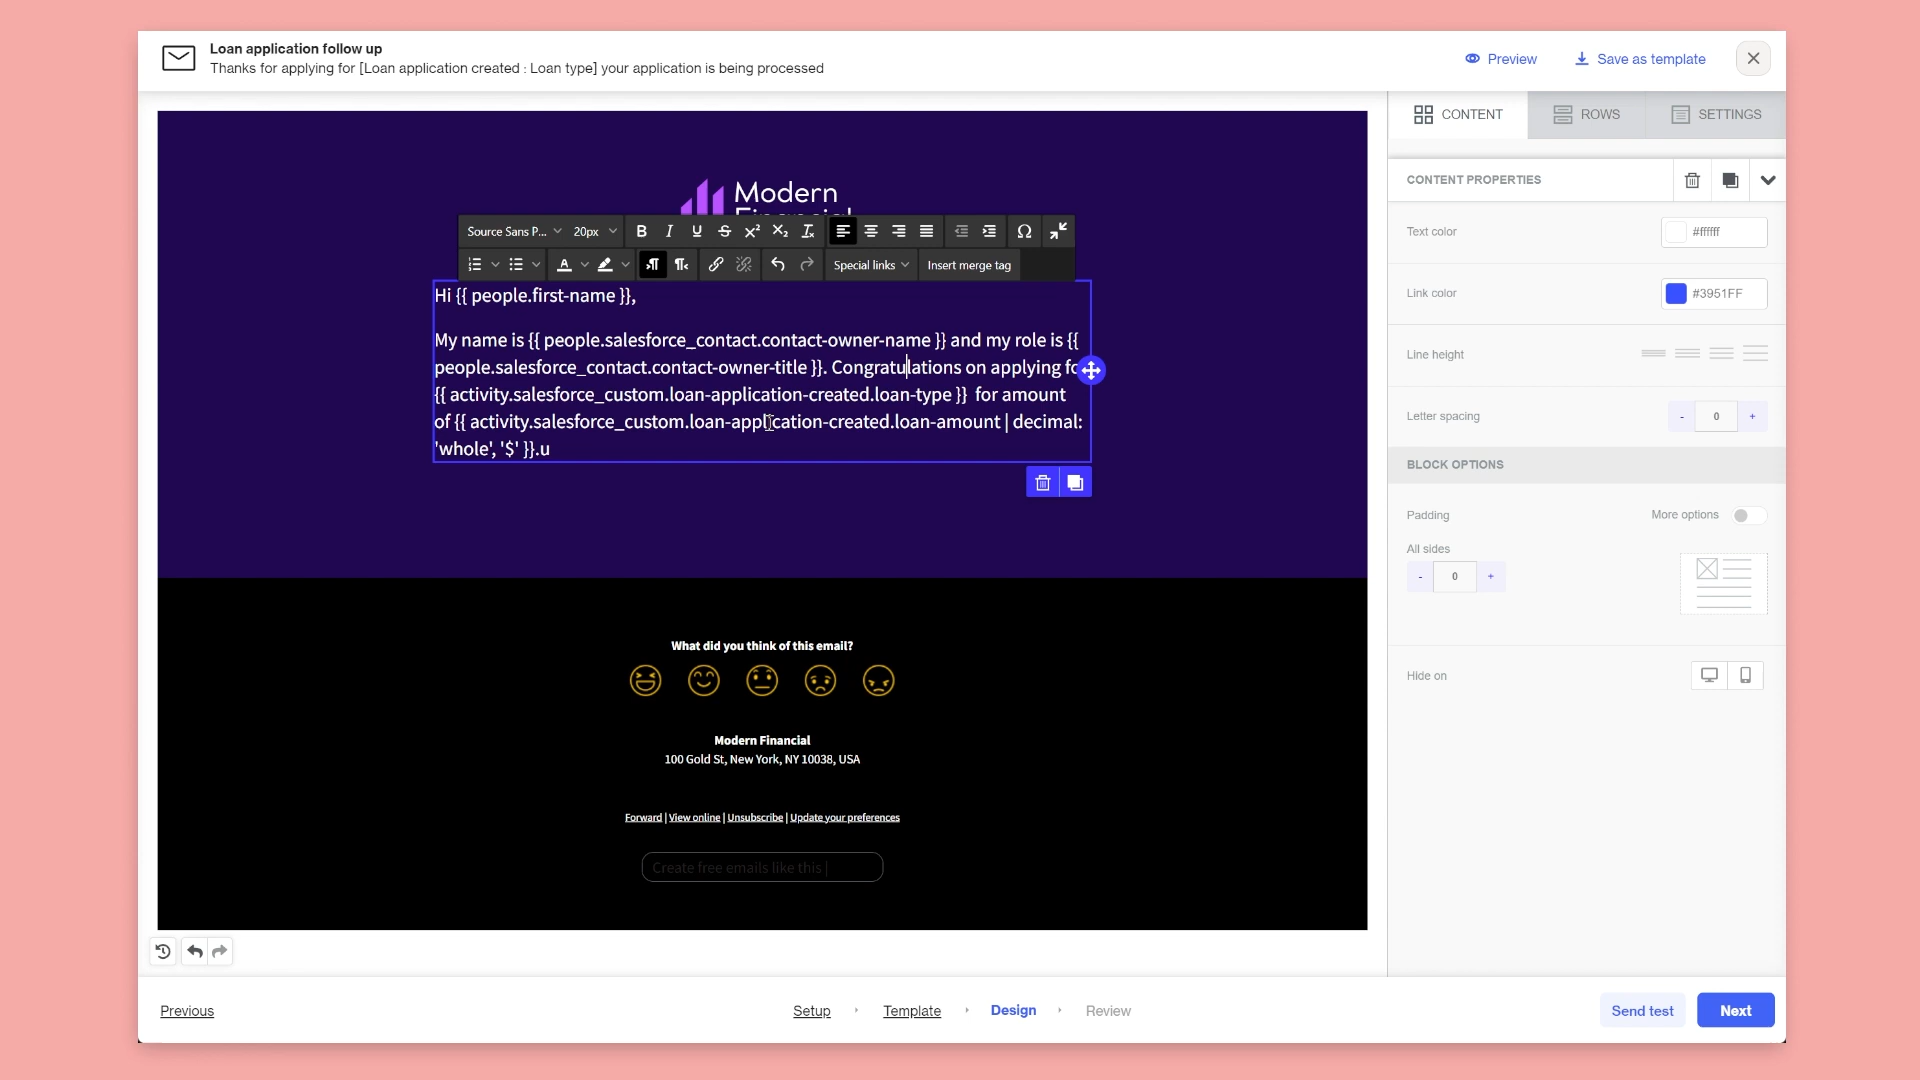 Loan application follow up
Thanks for applying for [Loan application created : Loan type] your application is being processed
Preview
Save as template
CONTENT
ROWS
SETTINGS
CONTENT PROPERTIES
Modern
Source Sans P...
20px
Special links
Insert merge tag
Hi {{ people.first-name }},
My name is {{ people.salesforce_contact.contact-owner-name }} and my role is {{
people.salesforce_contact.contact-owner-title }}. Congratulations on applying fo
{{ activity.salesforce_custom.loan-application-created.loan-type }}  for amount
of {{ activity.salesforce_custom.loan-application-created.loan-amount | decimal:
'whole', '$' }}.u
Text color
#ffffff
Link color
#3951FF
Line height
Letter spacing
- 0 +
BLOCK OPTIONS
Padding
More options
All sides
- 0 +
Hide on
What did you think of this email?
Modern Financial
100 Gold St, New York, NY 10038, USA
Forward | View online | Unsubscribe | Update your preferences
Create free emails like this |
Previous
Setup
Template
Design
Review
Send test
Next